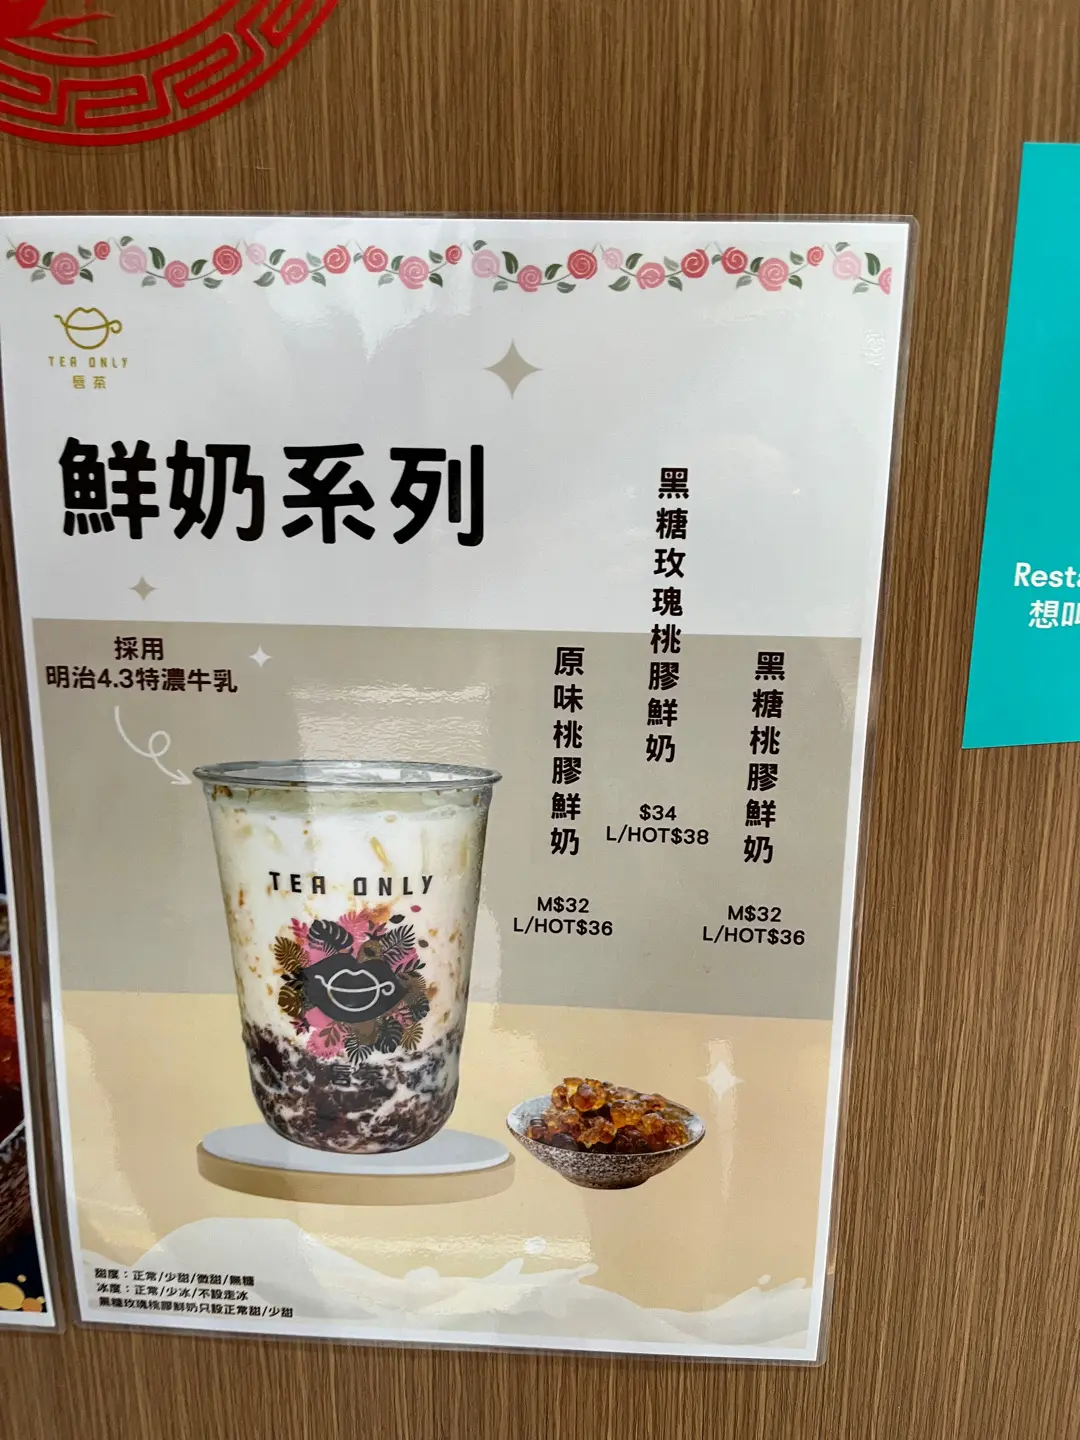 TEA ONLY
唇茶
鮮奶系列
採用
明治4.3特濃牛乳
原味桃膠鮮奶
M$32
L/HOT$36
黑糖玫瑰桃膠鮮奶
$34
L/HOT$38
黑糖桃膠鮮奶
M$32
L/HOT$36
TEA ONLY
唇茶
甜度：正常/少甜/微甜/無糖
冰度：正常/少冰/不設走冰
黑糖玫瑰桃膠鮮奶只設正常甜/少甜
Resta
想叫